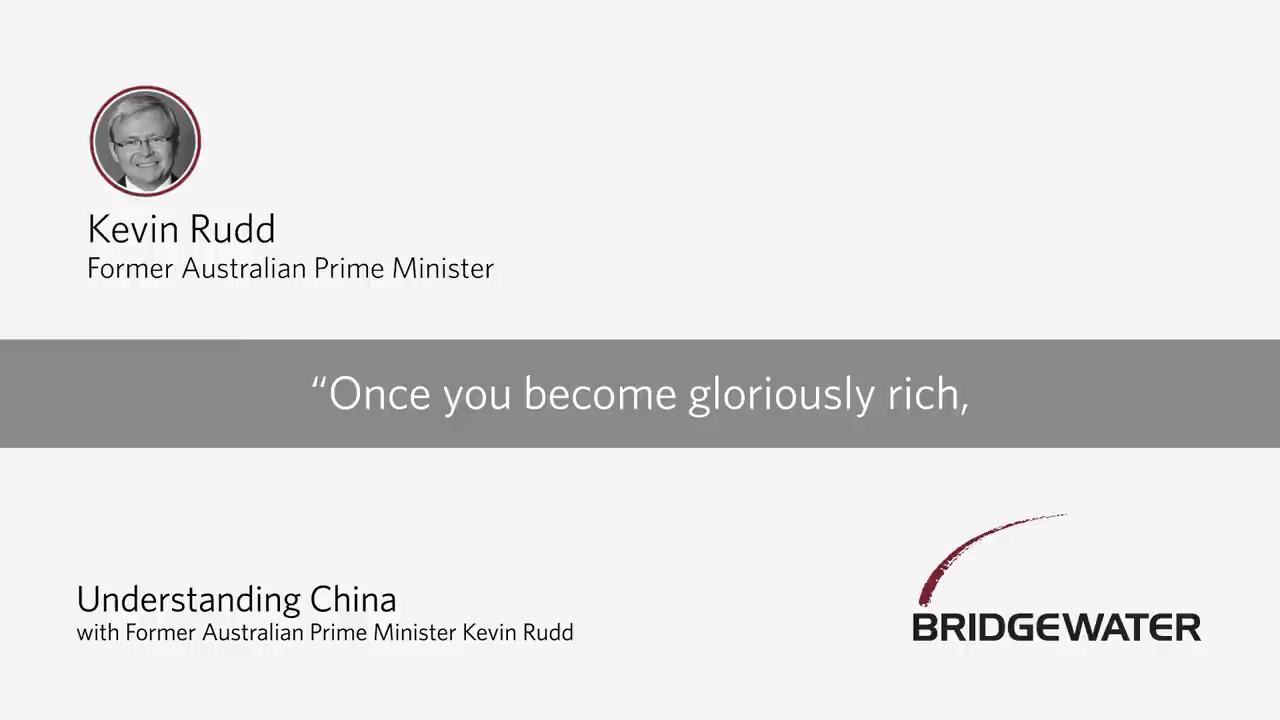 Kevin Rudd
Former Australian Prime Minister
“Once you become gloriously rich,
Understanding China
with Former Australian Prime Minister Kevin Rudd
BRIDGEWATER